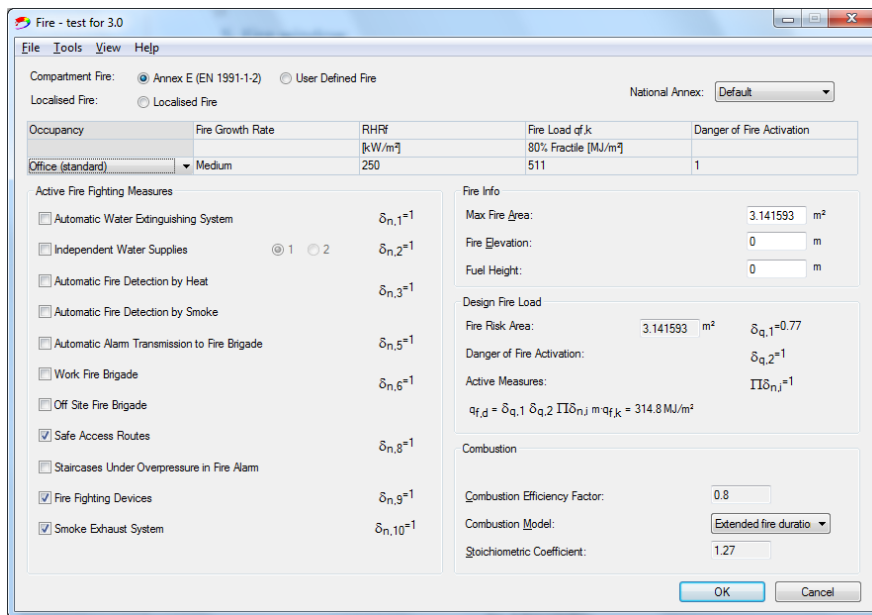 Fire - test for 3.0
File Tools View Help
Compartment Fire: Annex E (EN 1991-1-2) User Defined Fire
Localised Fire: Localised Fire
National Annex: Default
Occupancy Fire Growth Rate RHRf Fire Load qf,k Danger of Fire Activation
[kW/m²] 80% Fractile [MJ/m²]
Office (standard) Medium 250 511 1
Active Fire Fighting Measures
Automatic Water Extinguishing System δn,1=1
Independent Water Supplies 1 2 δn,2=1
Automatic Fire Detection by Heat
δn,3=1
Automatic Fire Detection by Smoke
Automatic Alarm Transmission to Fire Brigade δn,5=1
Work Fire Brigade
δn,6=1
Off Site Fire Brigade
Safe Access Routes
δn,8=1
Staircases Under Overpressure in Fire Alarm
Fire Fighting Devices δn,9=1
Smoke Exhaust System δn,10=1
Fire Info
Max Fire Area: 3.141593 m²
Fire Elevation: 0 m
Fuel Height: 0 m
Design Fire Load
Fire Risk Area: 3.141593 m² δq,1=0.77
Danger of Fire Activation: δq,2=1
Active Measures: Πδn,i=1
qf,d = δq,1 δq,2 Πδn,i m·qf,k = 314.8 MJ/m²
Combustion
Combustion Efficiency Factor: 0.8
Combustion Model: Extended fire duratio
Stoichiometric Coefficient: 1.27
OK Cancel